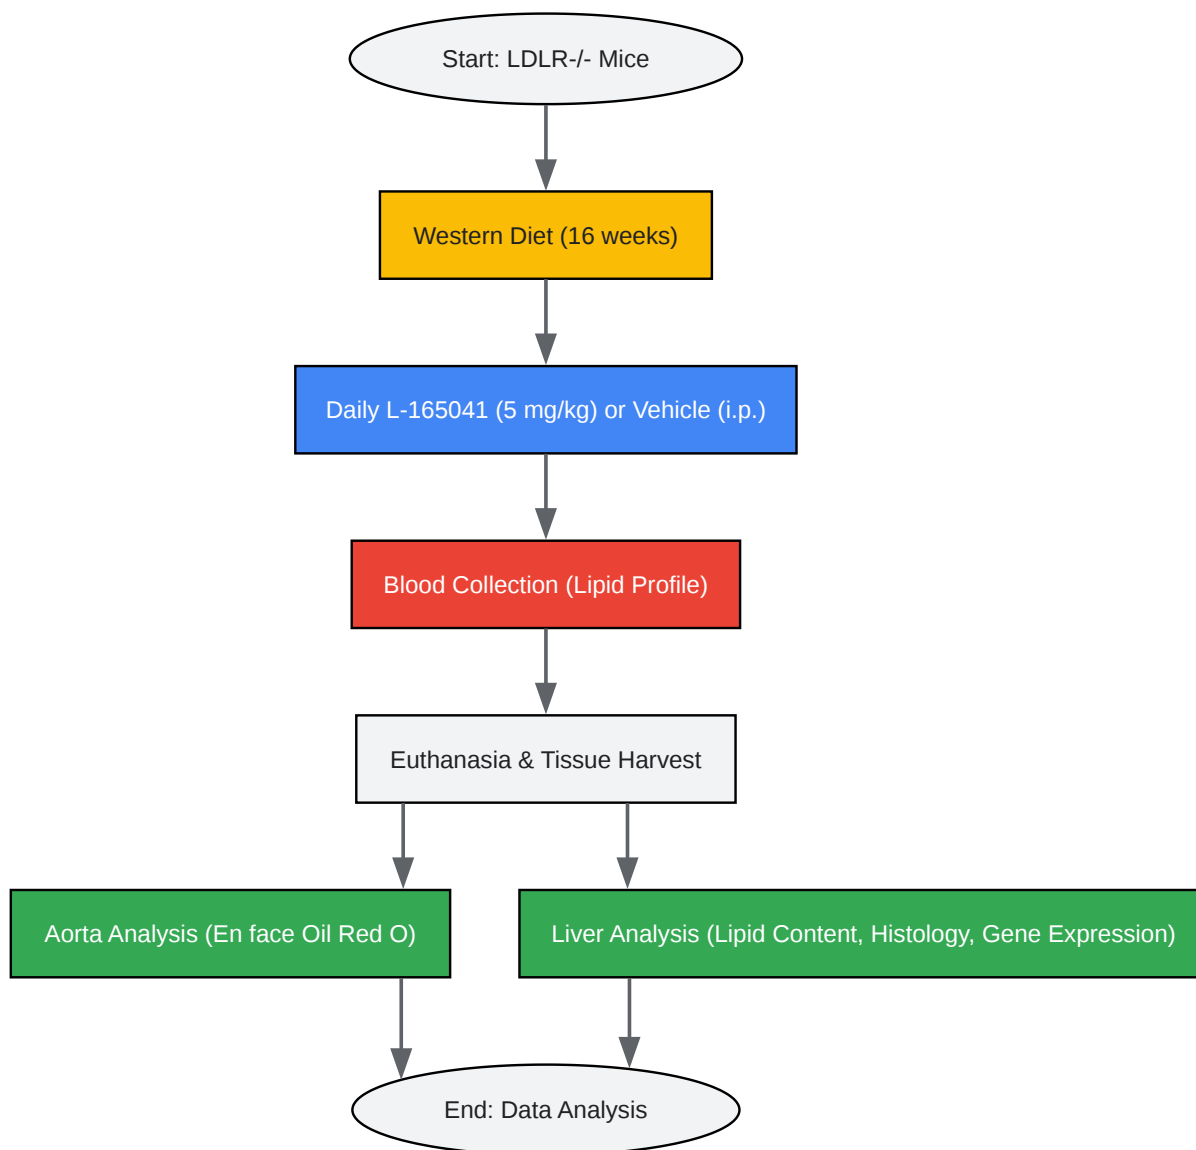 Start: LDLR-/- Mice
Western Diet (16 weeks)
Daily L-165041 (5 mg/kg) or Vehicle (i.p.)
Blood Collection (Lipid Profile)
Euthanasia & Tissue Harvest
Aorta Analysis (En face Oil Red O)
Liver Analysis (Lipid Content, Histology, Gene Expression)
End: Data Analysis